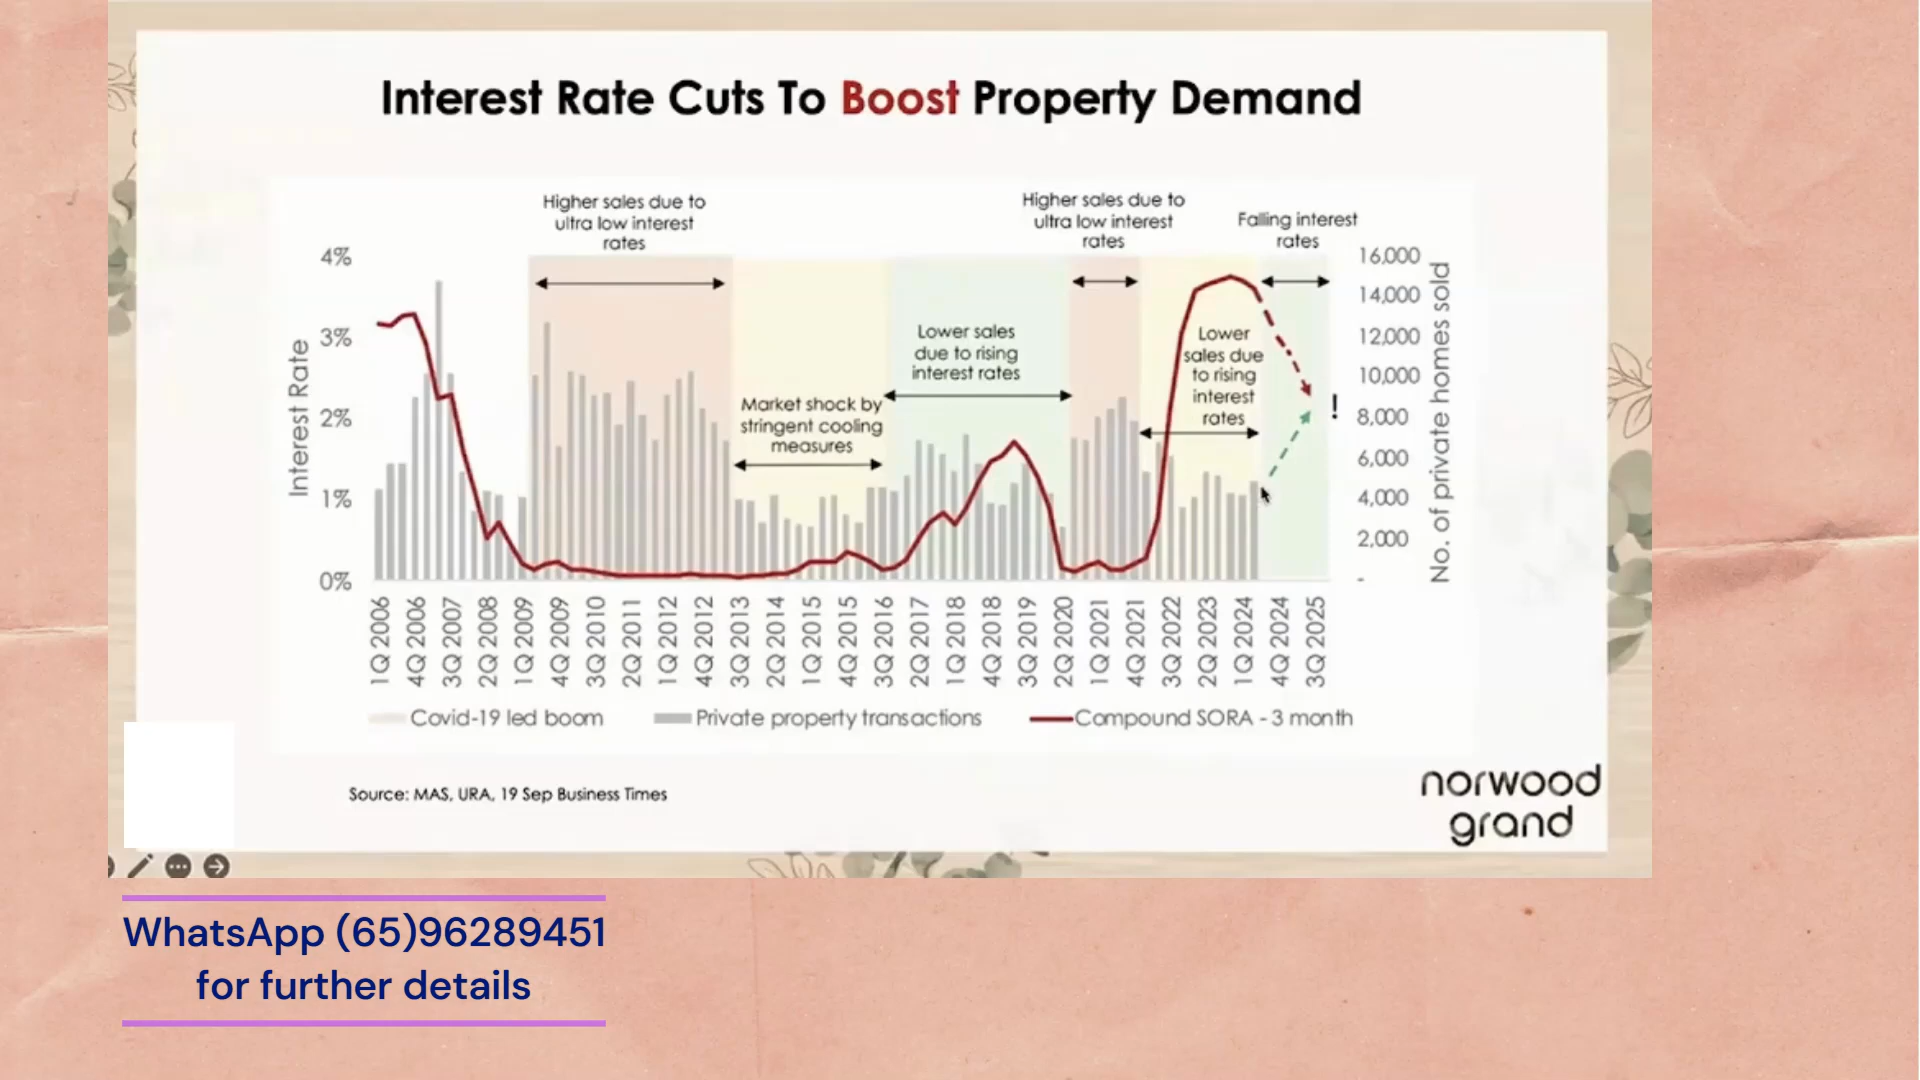 Interest Rate Cuts To Boost Property Demand
Higher sales due to
ultra low interest
rates
Higher sales due to
ultra low interest
rates
Falling interest
rates
4%
3%
2%
1%
0%
Interest Rate
Market shock by
stringent cooling
measures
Lower sales
due to rising
interest rates
Lower
sales due
to rising
interest
rates
!
16,000
14,000
12,000
10,000
8,000
6,000
4,000
2,000
-
No. of private homes sold
1Q 2006
4Q 2006
3Q 2007
2Q 2008
1Q 2009
4Q 2009
3Q 2010
2Q 2011
1Q 2012
4Q 2012
3Q 2013
2Q 2014
1Q 2015
4Q 2015
3Q 2016
2Q 2017
1Q 2018
4Q 2018
3Q 2019
2Q 2020
1Q 2021
4Q 2021
3Q 2022
2Q 2023
1Q 2024
4Q 2024
3Q 2025
Covid-19 led boom
Private property transactions
Compound SORA - 3 month
Source: MAS, URA, 19 Sep Business Times
norwood
grand
WhatsApp (65)96289451
for further details